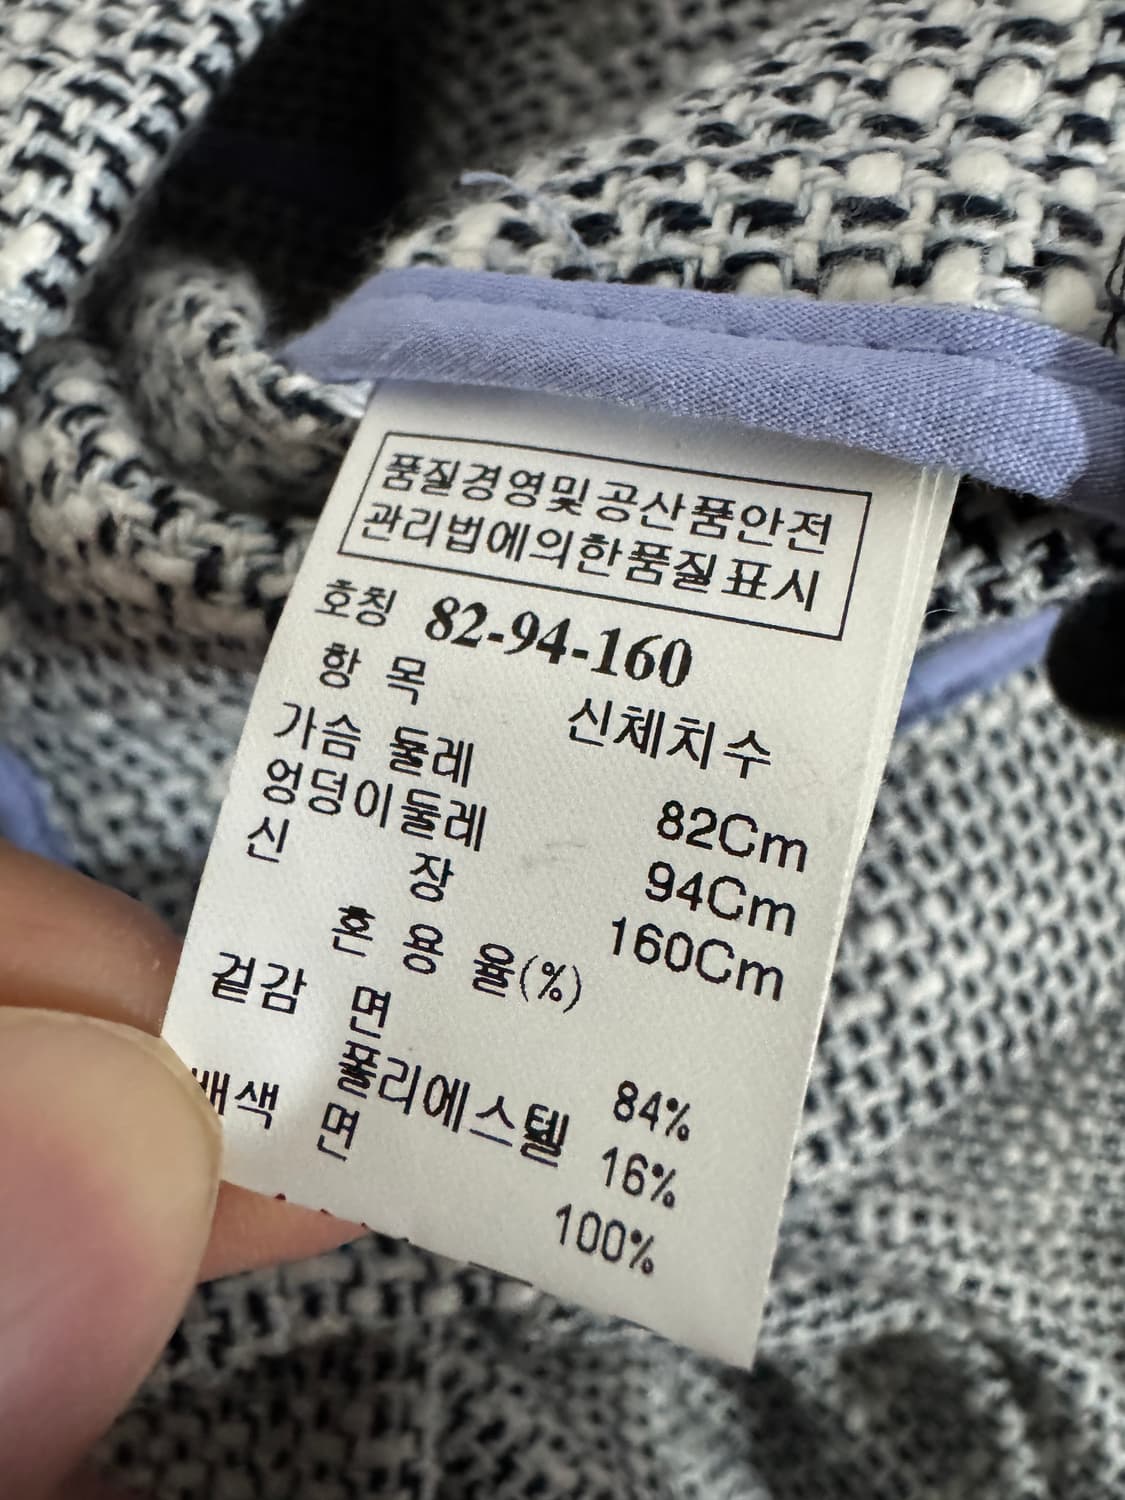 품질경영및공산품안전
관리법에의한품질표시
호칭 82-94-160
항 목 신체치수
가슴 둘레 82Cm
엉덩이둘레 94Cm
신 장 160Cm
혼 용 율(%)
겉감 면 84%
폴리에스텔 16%
배색 면 100%